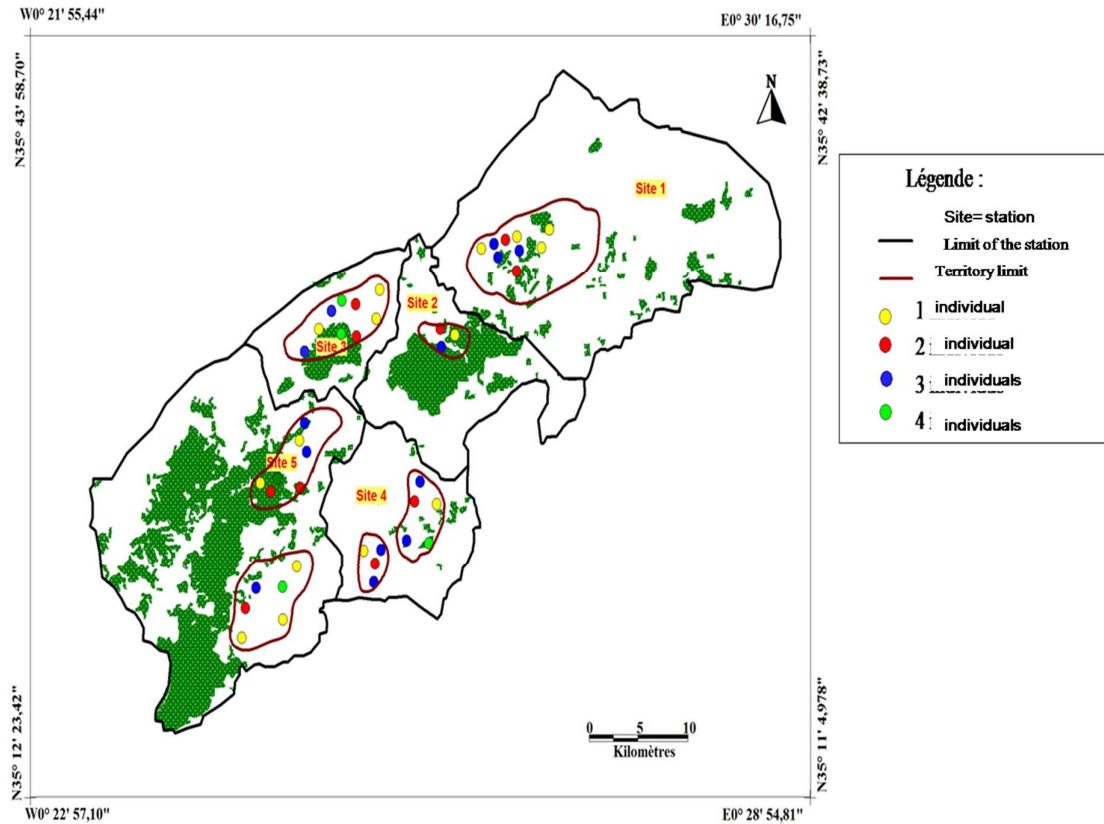 W0° 21' 55,44"
E0° 30' 16,75"
N35° 43' 58,70"
N35° 42' 38,73"
N
Site 1
Site 2
Site 3
Site 5
Site 4
Légende :
Site= station
Limit of the station
Territory limit
1 individual
2 individual
3 individuals
4 individuals
0 5 10
Kilomètres
N35° 12' 23,42"
N35° 11' 4,978"
W0° 22' 57,10"
E0° 28' 54,81"